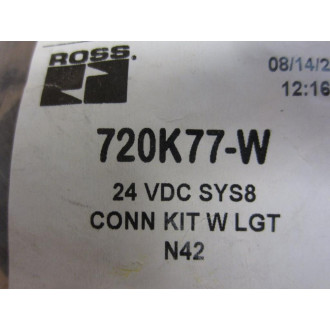 ROSS.
08/14/2
12:16
720K77-W
24 VDC SYS8
CONN KIT W LGT
N42